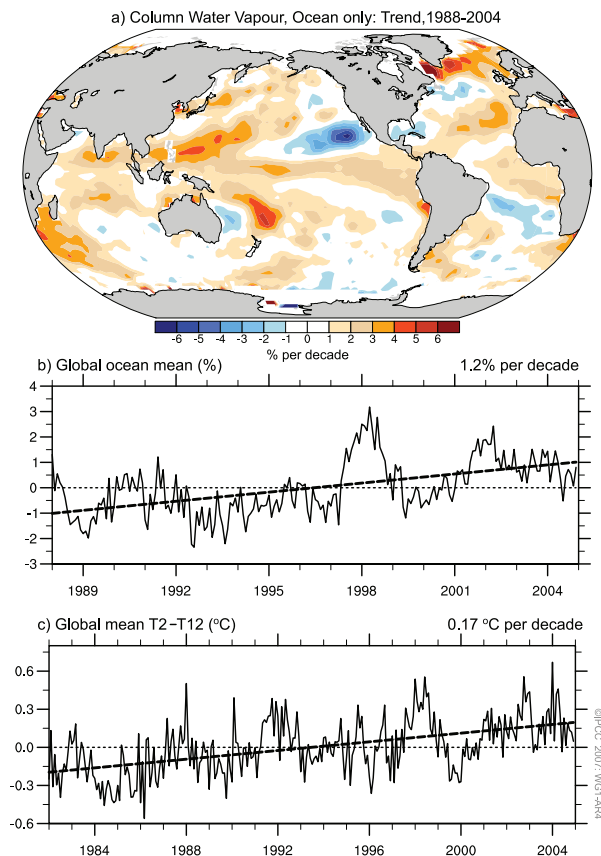 a) Column Water Vapour, Ocean only: Trend,1988-2004
-6 -5 -4 -3 -2 -1 0 1 2 3 4 5 6
% per decade
b) Global ocean mean (%) 1.2% per decade
4
3
2
1
0
-1
-2
-3
1989 1992 1995 1998 2001 2004
c) Global mean T2−T12 (ºC) 0.17 ºC per decade
0.6
0.3
0.0
-0.3
-0.6
1984 1988 1992 1996 2000 2004
©IPCC 2007: WG1-AR4